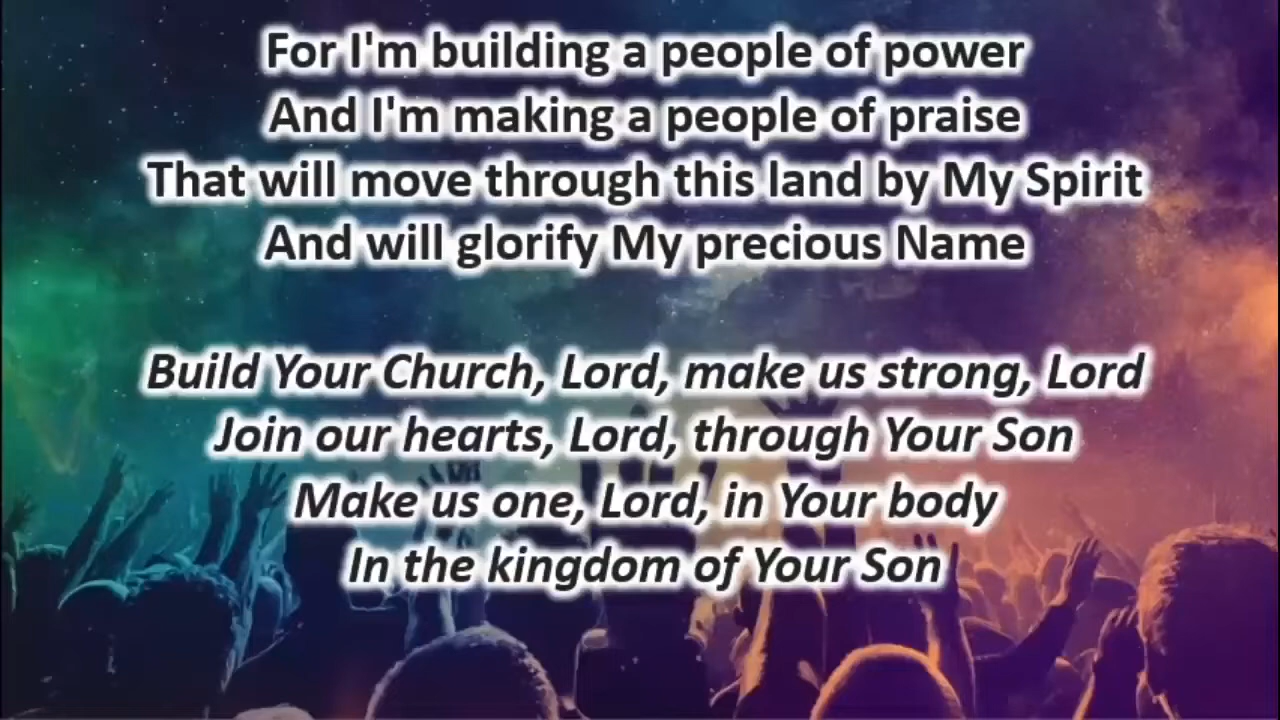 For I'm building a people of power
And I'm making a people of praise
That will move through this land by My Spirit
And will glorify My precious Name
Build Your Church, Lord, make us strong, Lord
Join our hearts, Lord, through Your Son
Make us one, Lord, in Your body
In the kingdom of Your Son